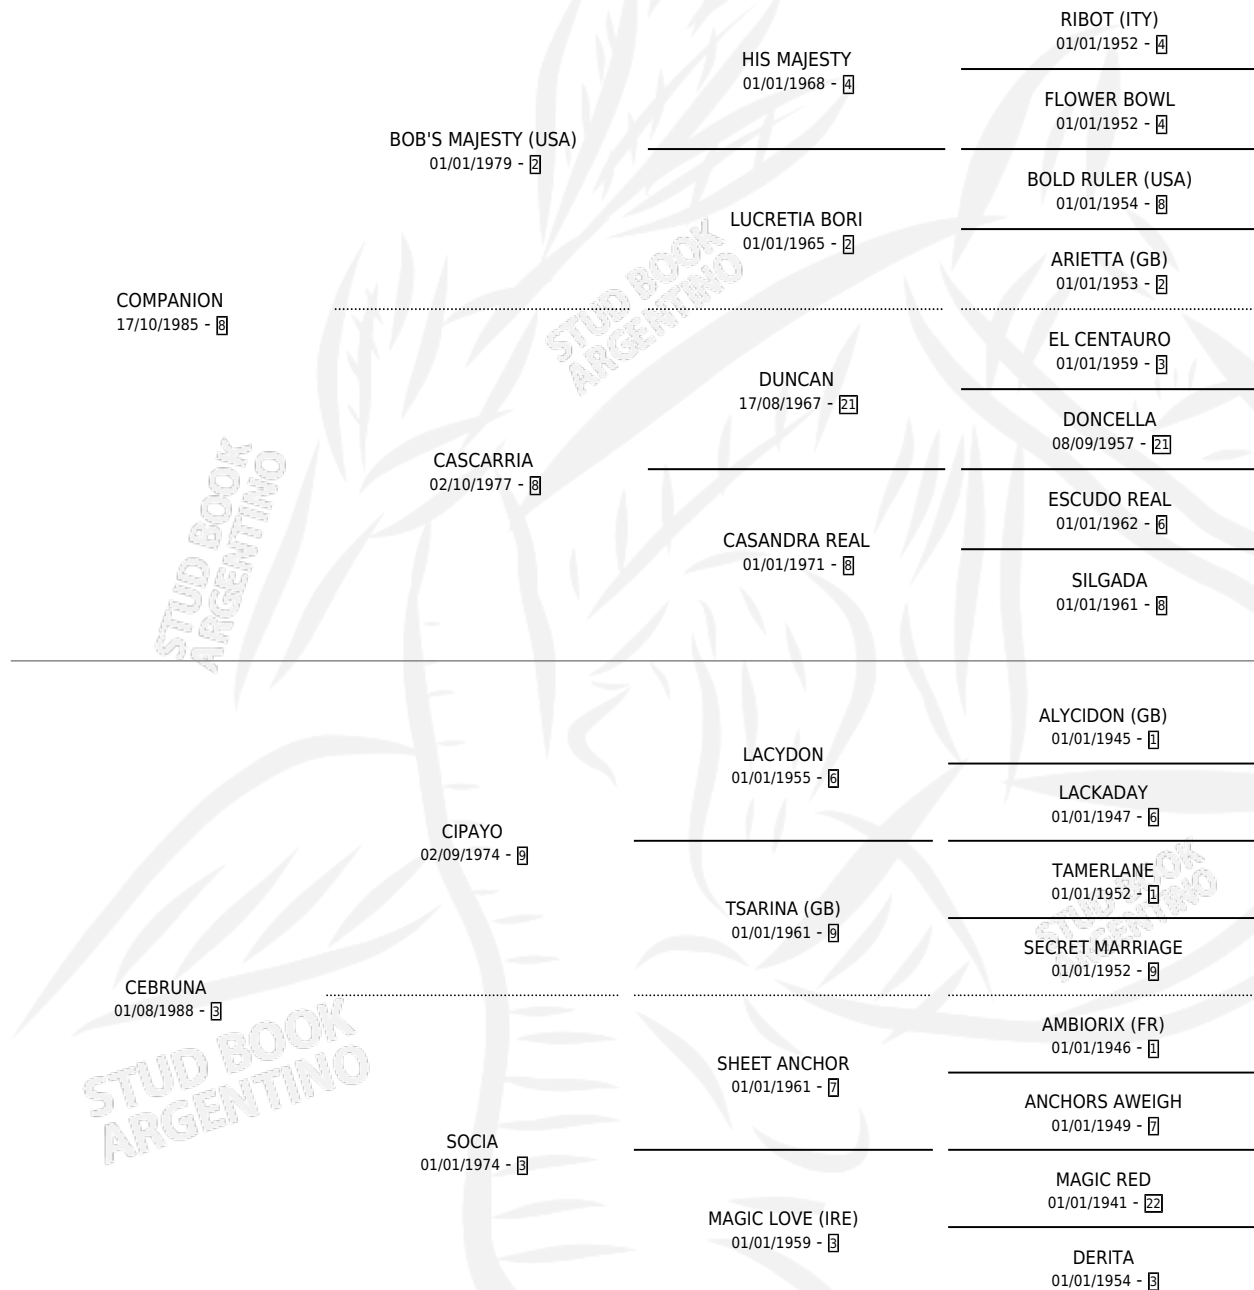 RIBOT (ITY)
01/01/1952 - 4
HIS MAJESTY
01/01/1968 - 4
FLOWER BOWL
01/01/1952 - 4
BOB'S MAJESTY (USA)
01/01/1979 - 2
BOLD RULER (USA)
01/01/1954 - 8
LUCRETIA BORI
01/01/1965 - 2
ARIETTA (GB)
01/01/1953 - 2
COMPANION
17/10/1985 - 8
EL CENTAURO
01/01/1959 - 3
DUNCAN
17/08/1967 - 21
DONCELLA
08/09/1957 - 21
CASCARRIA
02/10/1977 - 8
ESCUDO REAL
01/01/1962 - 6
CASANDRA REAL
01/01/1971 - 8
SILGADA
01/01/1961 - 8
ALYCIDON (GB)
01/01/1945 - 1
LACYDON
01/01/1955 - 6
LACKADAY
01/01/1947 - 6
CIPAYO
02/09/1974 - 9
TAMERLANE
01/01/1952 - 1
TSARINA (GB)
01/01/1961 - 9
SECRET MARRIAGE
01/01/1952 - 9
CEBRUNA
01/08/1988 - 3
AMBIORIX (FR)
01/01/1946 - 1
SHEET ANCHOR
01/01/1961 - 7
ANCHORS AWEIGH
01/01/1949 - 7
SOCIA
01/01/1974 - 3
MAGIC RED
01/01/1941 - 22
MAGIC LOVE (IRE)
01/01/1959 - 3
DERITA
01/01/1954 - 3
STUD BOOK
ARGENTINO
STUD BOOK
ARGENTINO
STUD BOOK
ARGENTINO
STUD BOOK
ARGENTINO